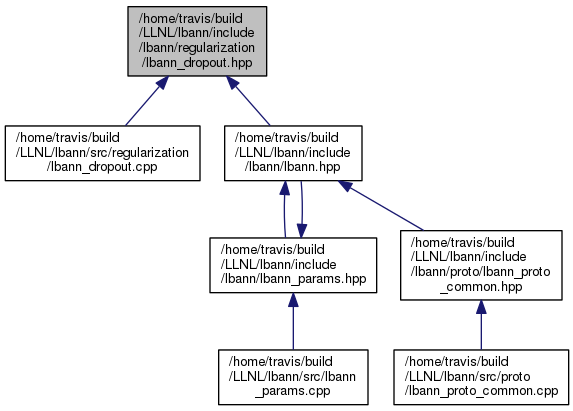 /home/travis/build
/LLNL/lbann/include
/lbann/regularization
/lbann_dropout.hpp
/home/travis/build
/LLNL/lbann/src/regularization
/lbann_dropout.cpp
/home/travis/build
/LLNL/lbann/include
/lbann/lbann.hpp
/home/travis/build
/LLNL/lbann/include
/lbann/lbann_params.hpp
/home/travis/build
/LLNL/lbann/include
/lbann/proto/lbann_proto
_common.hpp
/home/travis/build
/LLNL/lbann/src/lbann
_params.cpp
/home/travis/build
/LLNL/lbann/src/proto
/lbann_proto_common.cpp